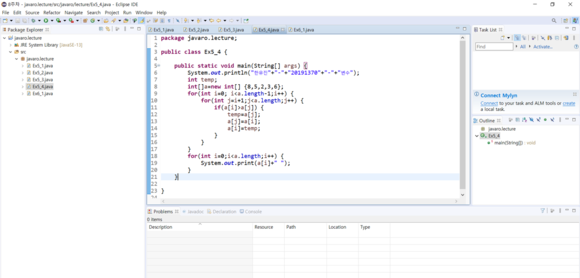 javaro.lecture/src/javaro/lecture/Ex5_4.java - Eclipse IDE
File Edit Source Refactor Navigate Search Project Run Window Help
Package Explorer
javaro.lecture
JRE System Library [JavaSE-13]
src
javaro.lecture
Ex5_1.java
Ex5_2.java
Ex5_3.java
Ex5_4.java
Ex6_1.java
Ex5_1.java Ex5_2.java Ex5_3.java Ex5_4.java Ex6_1.java
1 package javaro.lecture;
2
3 public class Ex5_4 {
4
5 public static void main(String[] args) {
6 System.out.println("
7 int temp;
8 int[]a=new int[] {8,5,2,3,6};
9 for(int i=0; i<a.length-1;i++) {
10 for(int j=i+1;j<a.length;j++) {
11 if(a[i]>a[j]) {
12 temp=a[j];
13 a[j]=a[i];
14 a[i]=temp;
15 }
16 }
17 }
18 for(int i=0;i<a.length;i++) {
19 System.out.print(a[i]+" ");
20 }
21 }
22
23 }
24
Task List
Find All Activate...
Connect Mylyn
Connect to your task and ALM tools or create a local task.
Outline
javaro.lecture
Ex5_4
main(String[]) : void
Problems Javadoc Declaration Console
0 items
Description Resource Path Location Type